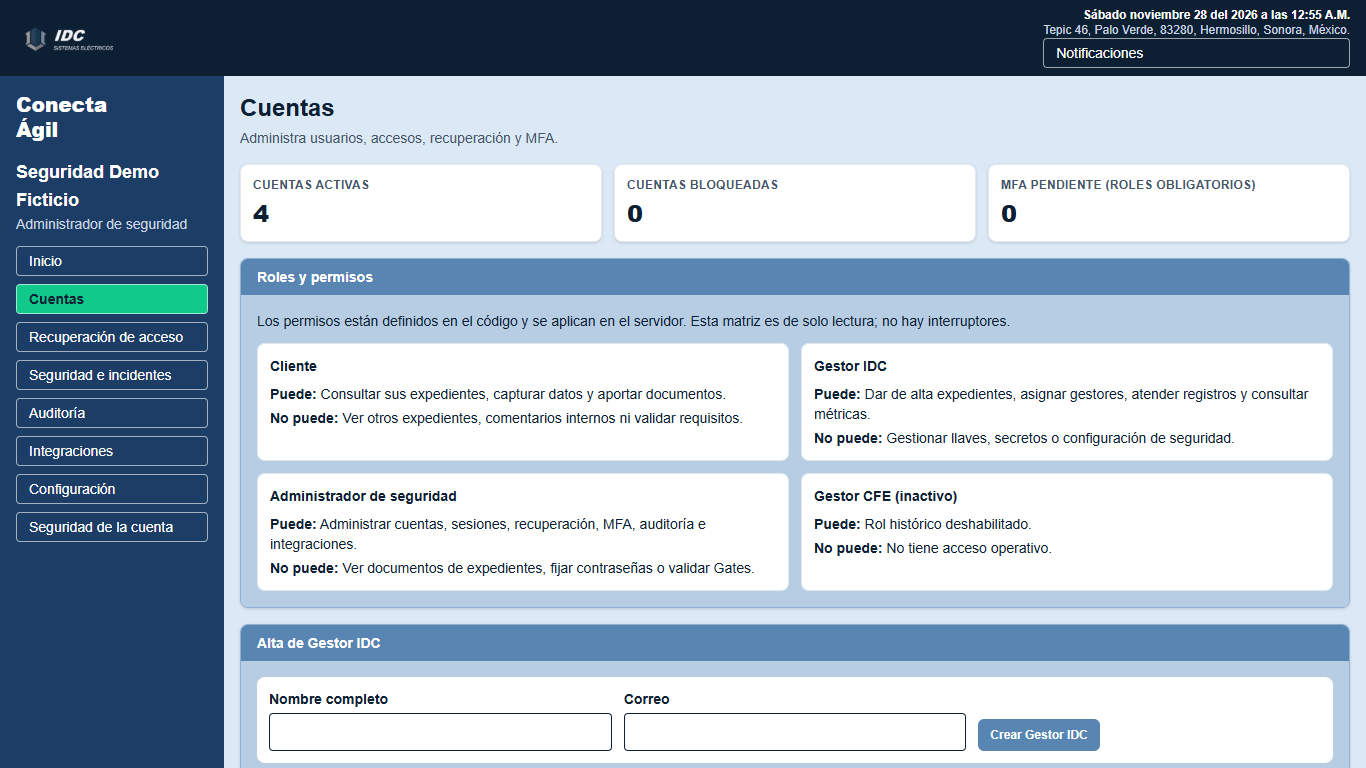 IDC
SISTEMAS ELÉCTRICOS
Sábado noviembre 28 del 2026 a las 12:55 A.M.
Tepic 46, Palo Verde, 83280, Hermosillo, Sonora, México.
Notificaciones
Conecta
Ágil
Seguridad Demo
Ficticio
Administrador de seguridad
Inicio
Cuentas
Recuperación de acceso
Seguridad e incidentes
Auditoría
Integraciones
Configuración
Seguridad de la cuenta
Cuentas
Administra usuarios, accesos, recuperación y MFA.
CUENTAS ACTIVAS
4
CUENTAS BLOQUEADAS
0
MFA PENDIENTE (ROLES OBLIGATORIOS)
0
Roles y permisos
Los permisos están definidos en el código y se aplican en el servidor. Esta matriz es de solo lectura; no hay interruptores.
Cliente
Puede: Consultar sus expedientes, capturar datos y aportar documentos.
No puede: Ver otros expedientes, comentarios internos ni validar requisitos.
Gestor IDC
Puede: Dar de alta expedientes, asignar gestores, atender registros y consultar
métricas.
No puede: Gestionar llaves, secretos o configuración de seguridad.
Administrador de seguridad
Puede: Administrar cuentas, sesiones, recuperación, MFA, auditoría e
integraciones.
No puede: Ver documentos de expedientes, fijar contraseñas o validar Gates.
Gestor CFE (inactivo)
Puede: Rol histórico deshabilitado.
No puede: No tiene acceso operativo.
Alta de Gestor IDC
Nombre completo
Correo
Crear Gestor IDC